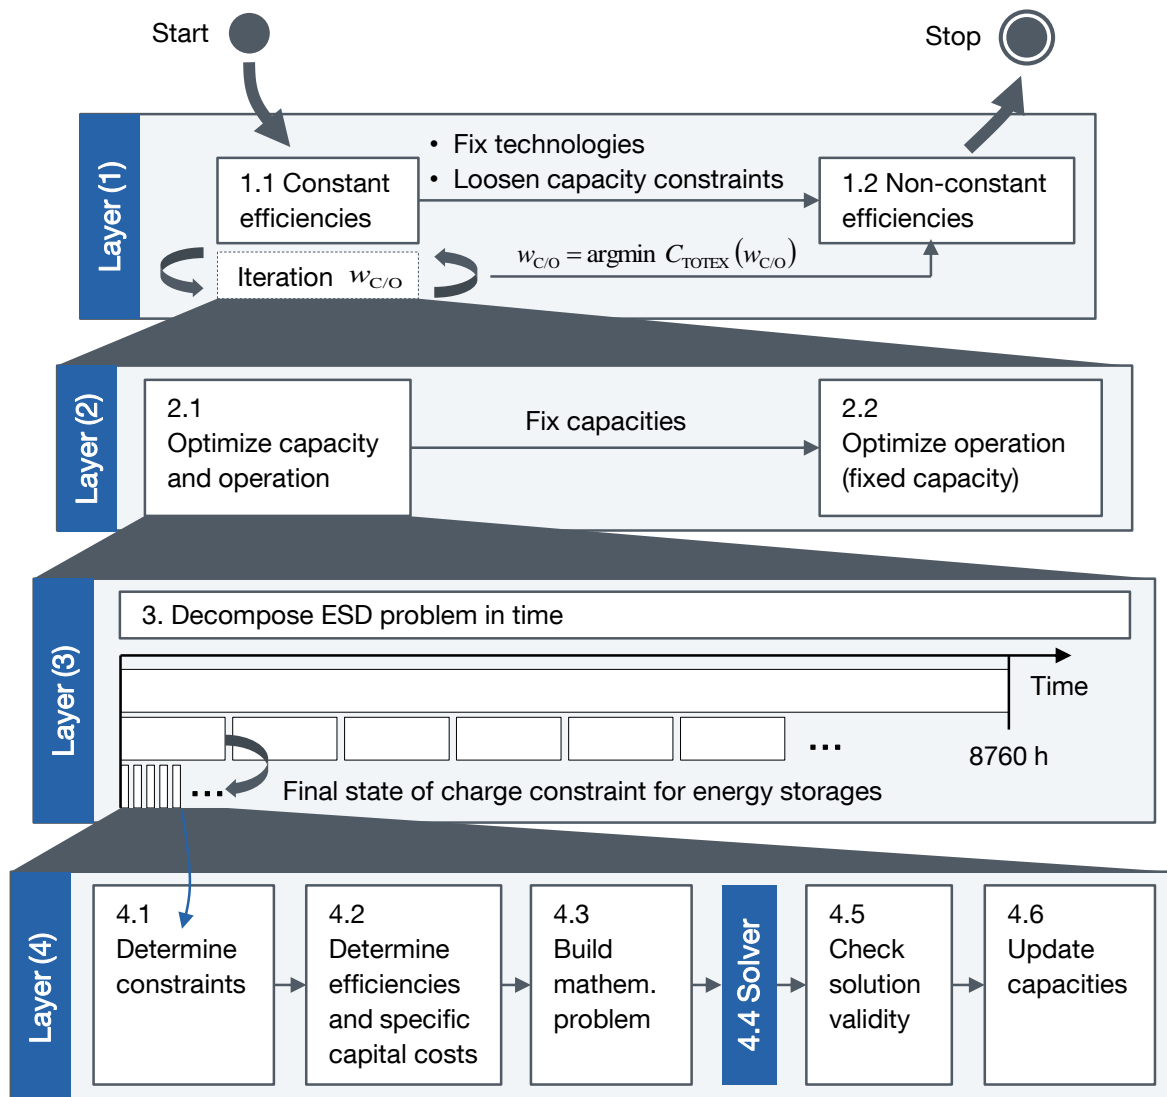 Start
Stop
Layer (1)
1.1 Constant
efficiencies
• Fix technologies
• Loosen capacity constraints
1.2 Non-constant
efficiencies
Iteration w_C/O
w_C/O = argmin C_TOTEX (w_C/O)
Layer (2)
2.1
Optimize capacity
and operation
Fix capacities
2.2
Optimize operation
(fixed capacity)
Layer (3)
3. Decompose ESD problem in time
Time
...
8760 h
...
Final state of charge constraint for energy storages
Layer (4)
4.1
Determine
constraints
4.2
Determine
efficiencies
and specific
capital costs
4.3
Build
mathem.
problem
4.4 Solver
4.5
Check
solution
validity
4.6
Update
capacities